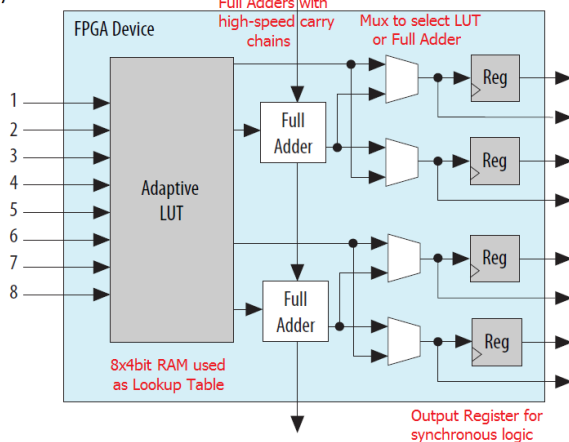 Full Adders with
high-speed carry
chains
Mux to select LUT
or Full Adder
FPGA Device
1
2
3
4
5
6
7
8
Adaptive
LUT
Full
Adder
Full
Adder
Reg
Reg
Reg
Reg
8x4bit RAM used
as Lookup Table
Output Register for
synchronous logic